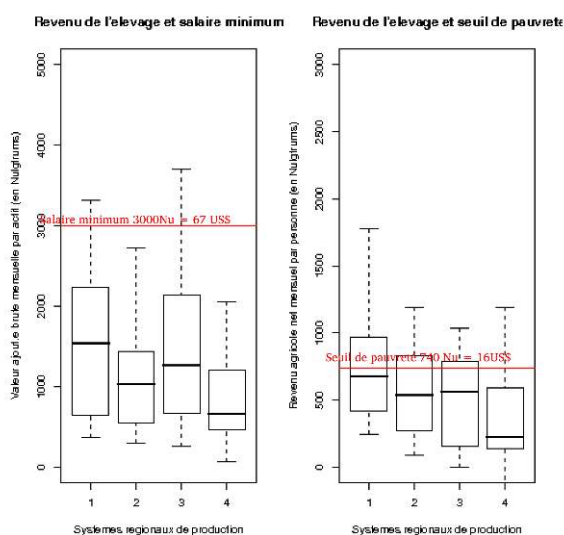 Revenu de l'elevage et salaire minimum
Valeur ajoute brute mensuelle par actif (en Nulgtrums)
5000
4000
3000
2000
1000
0
Salaire minimum 3000Nu = 67 US$
1 2 3 4
Systemes regionaux de production
Revenu de l'elevage et seuil de pauvrete
Revenu agricole net mensuel par personne (en Nulgtrums)
3000
2500
2000
1500
1000
500
0
Seuil de pauvreté 740 Nu = 16US$
1 2 3 4
Systemes regionaux de production